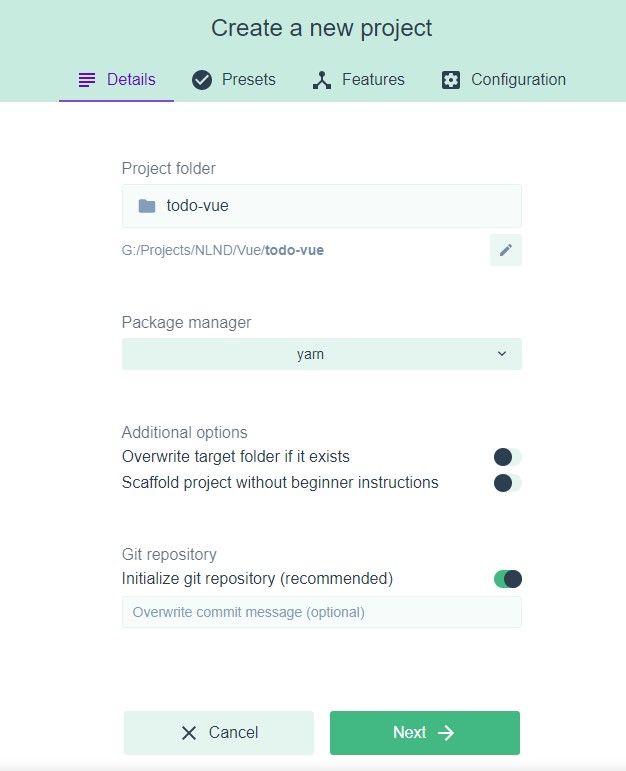 Create a new project
Details Presets Features Configuration
Project folder
todo-vue
G:/Projects/NLND/Vue/todo-vue
Package manager
yarn
Additional options
Overwrite target folder if it exists
Scaffold project without beginner instructions
Git repository
Initialize git repository (recommended)
Overwrite commit message (optional)
Cancel Next